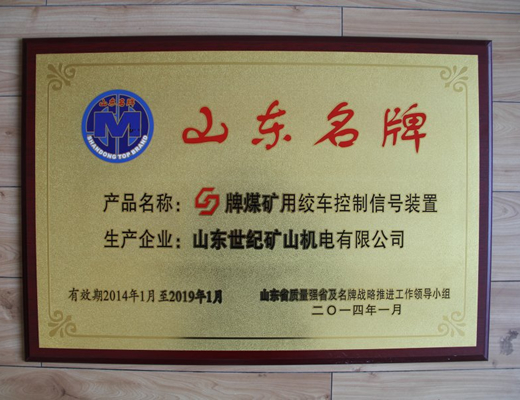 山东名牌
SHANDONG TOP BRAND
山东名牌
产品名称：牌煤矿用绞车控制信号装置
生产企业：山东世纪矿山机电有限公司
有效期2014年1月至2019年1月
山东省质量强省及名牌战略推进工作领导小组
二〇一四年一月